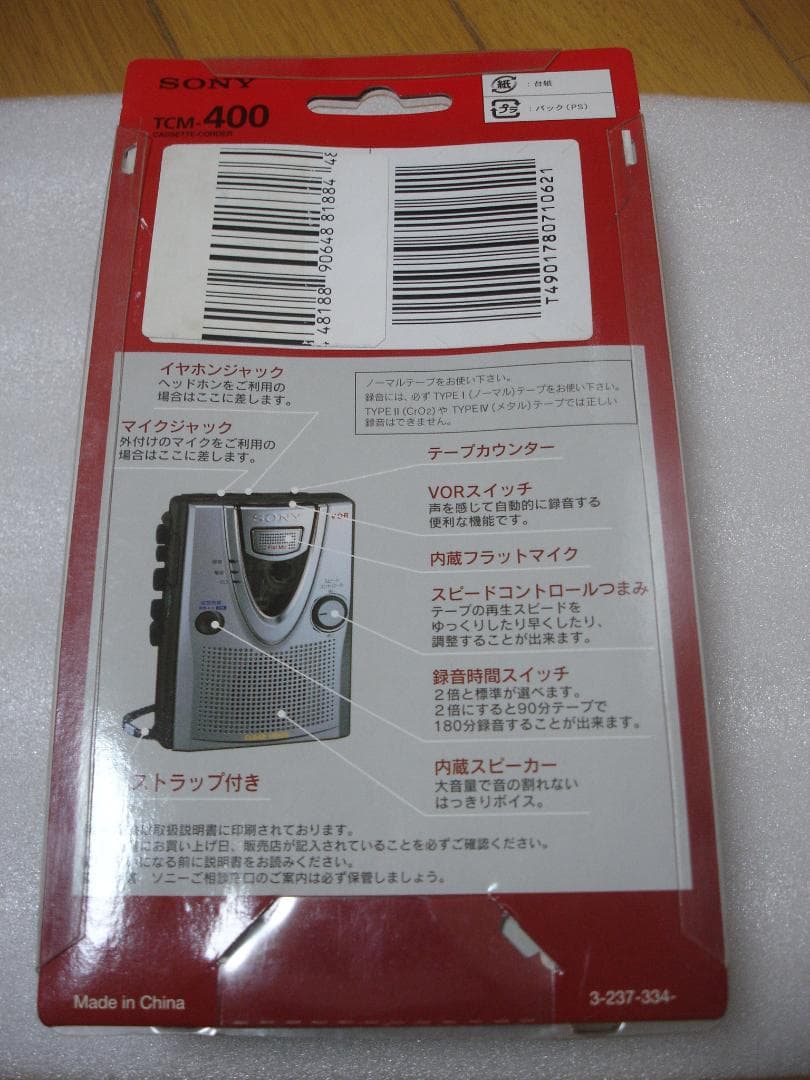 SONY
TCM-400
CASSETTE-CORDER
紙 : 台紙
プラ : パック(PS)
48188 90648 81884 43
T4901780710621
イヤホンジャック
ヘッドホンをご利用の
場合はここに差します。
マイクジャック
外付けのマイクをご利用の
場合はここに差します。
ノーマルテープをお使い下さい。
録音には、必ずTYPE I (ノーマル)テープをお使い下さい。
TYPE II (CrO2)や TYPE IV (メタル)テープでは正しい
録音はできません。
テープカウンター
VORスイッチ
声を感じて自動的に録音する
便利な機能です。
内蔵フラットマイク
スピードコントロールつまみ
テープの再生スピードを
ゆっくりしたり早くしたり、
調整することが出来ます。
録音時間スイッチ
2倍と標準が選べます。
2倍にすると90分テープで
180分録音することが出来ます。
内蔵スピーカー
大音量で音の割れない
はっきりボイス。
SONY
VOR
Flat Mic
スピード
コントロール
ストラップ付き
取扱説明書に印刷されております。
にお買い上げ日、販売店が記入されていることを必ずご確認ください。
になる前に説明書をお読みください。
・ソニーご相談窓口のご案内は必ず保管しましょう。
Made in China
3-237-334-